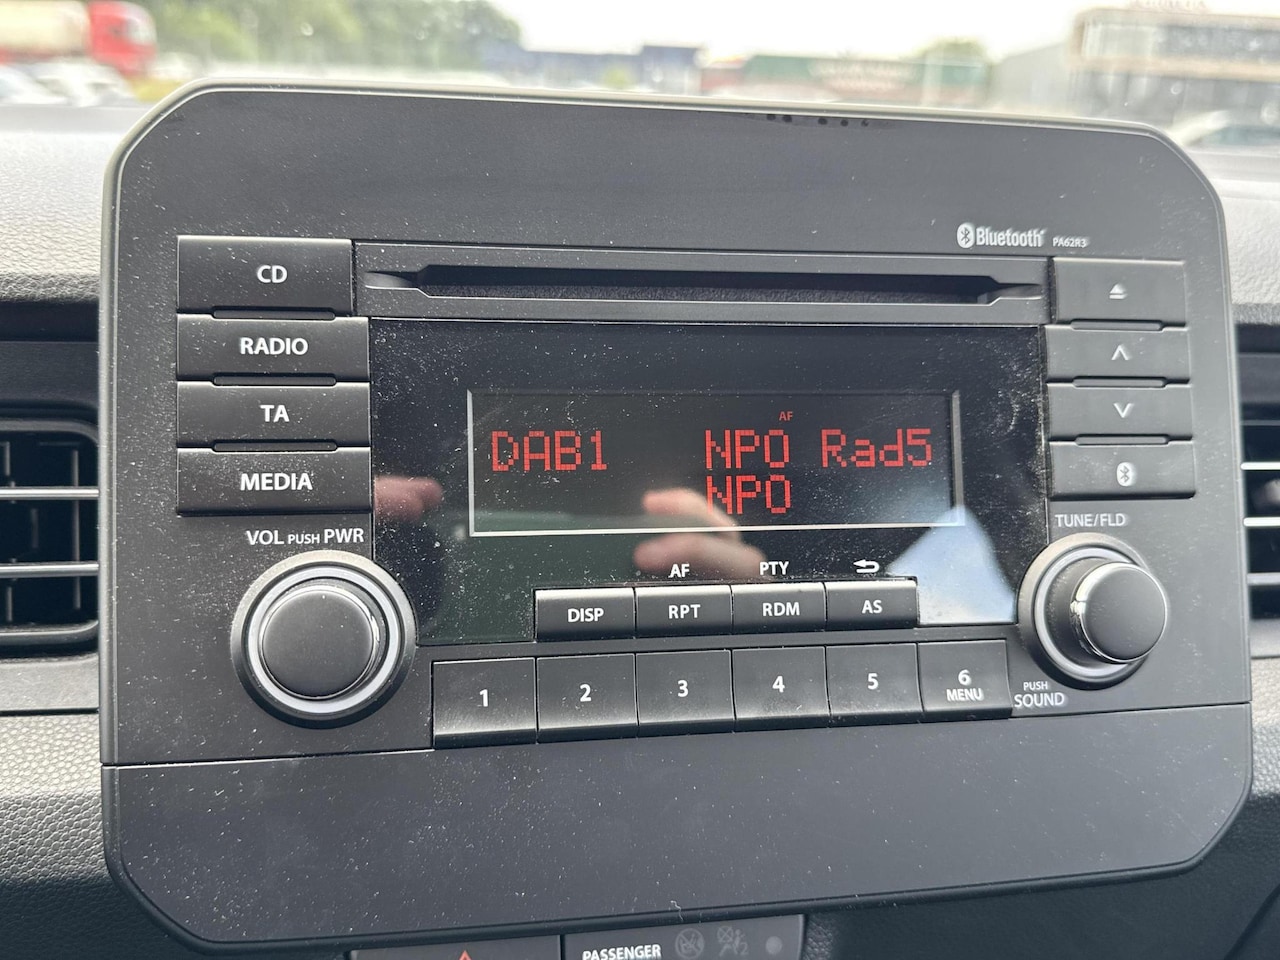 Bluetooth PA62R3
CD
RADIO
TA
MEDIA
AF
DAB1 NPO Rad5
NPO
VOL PUSH PWR
TUNE/FLD
AF PTY
DISP RPT RDM AS
1 2 3 4 5 6
MENU
PUSH
SOUND
PASSENGER